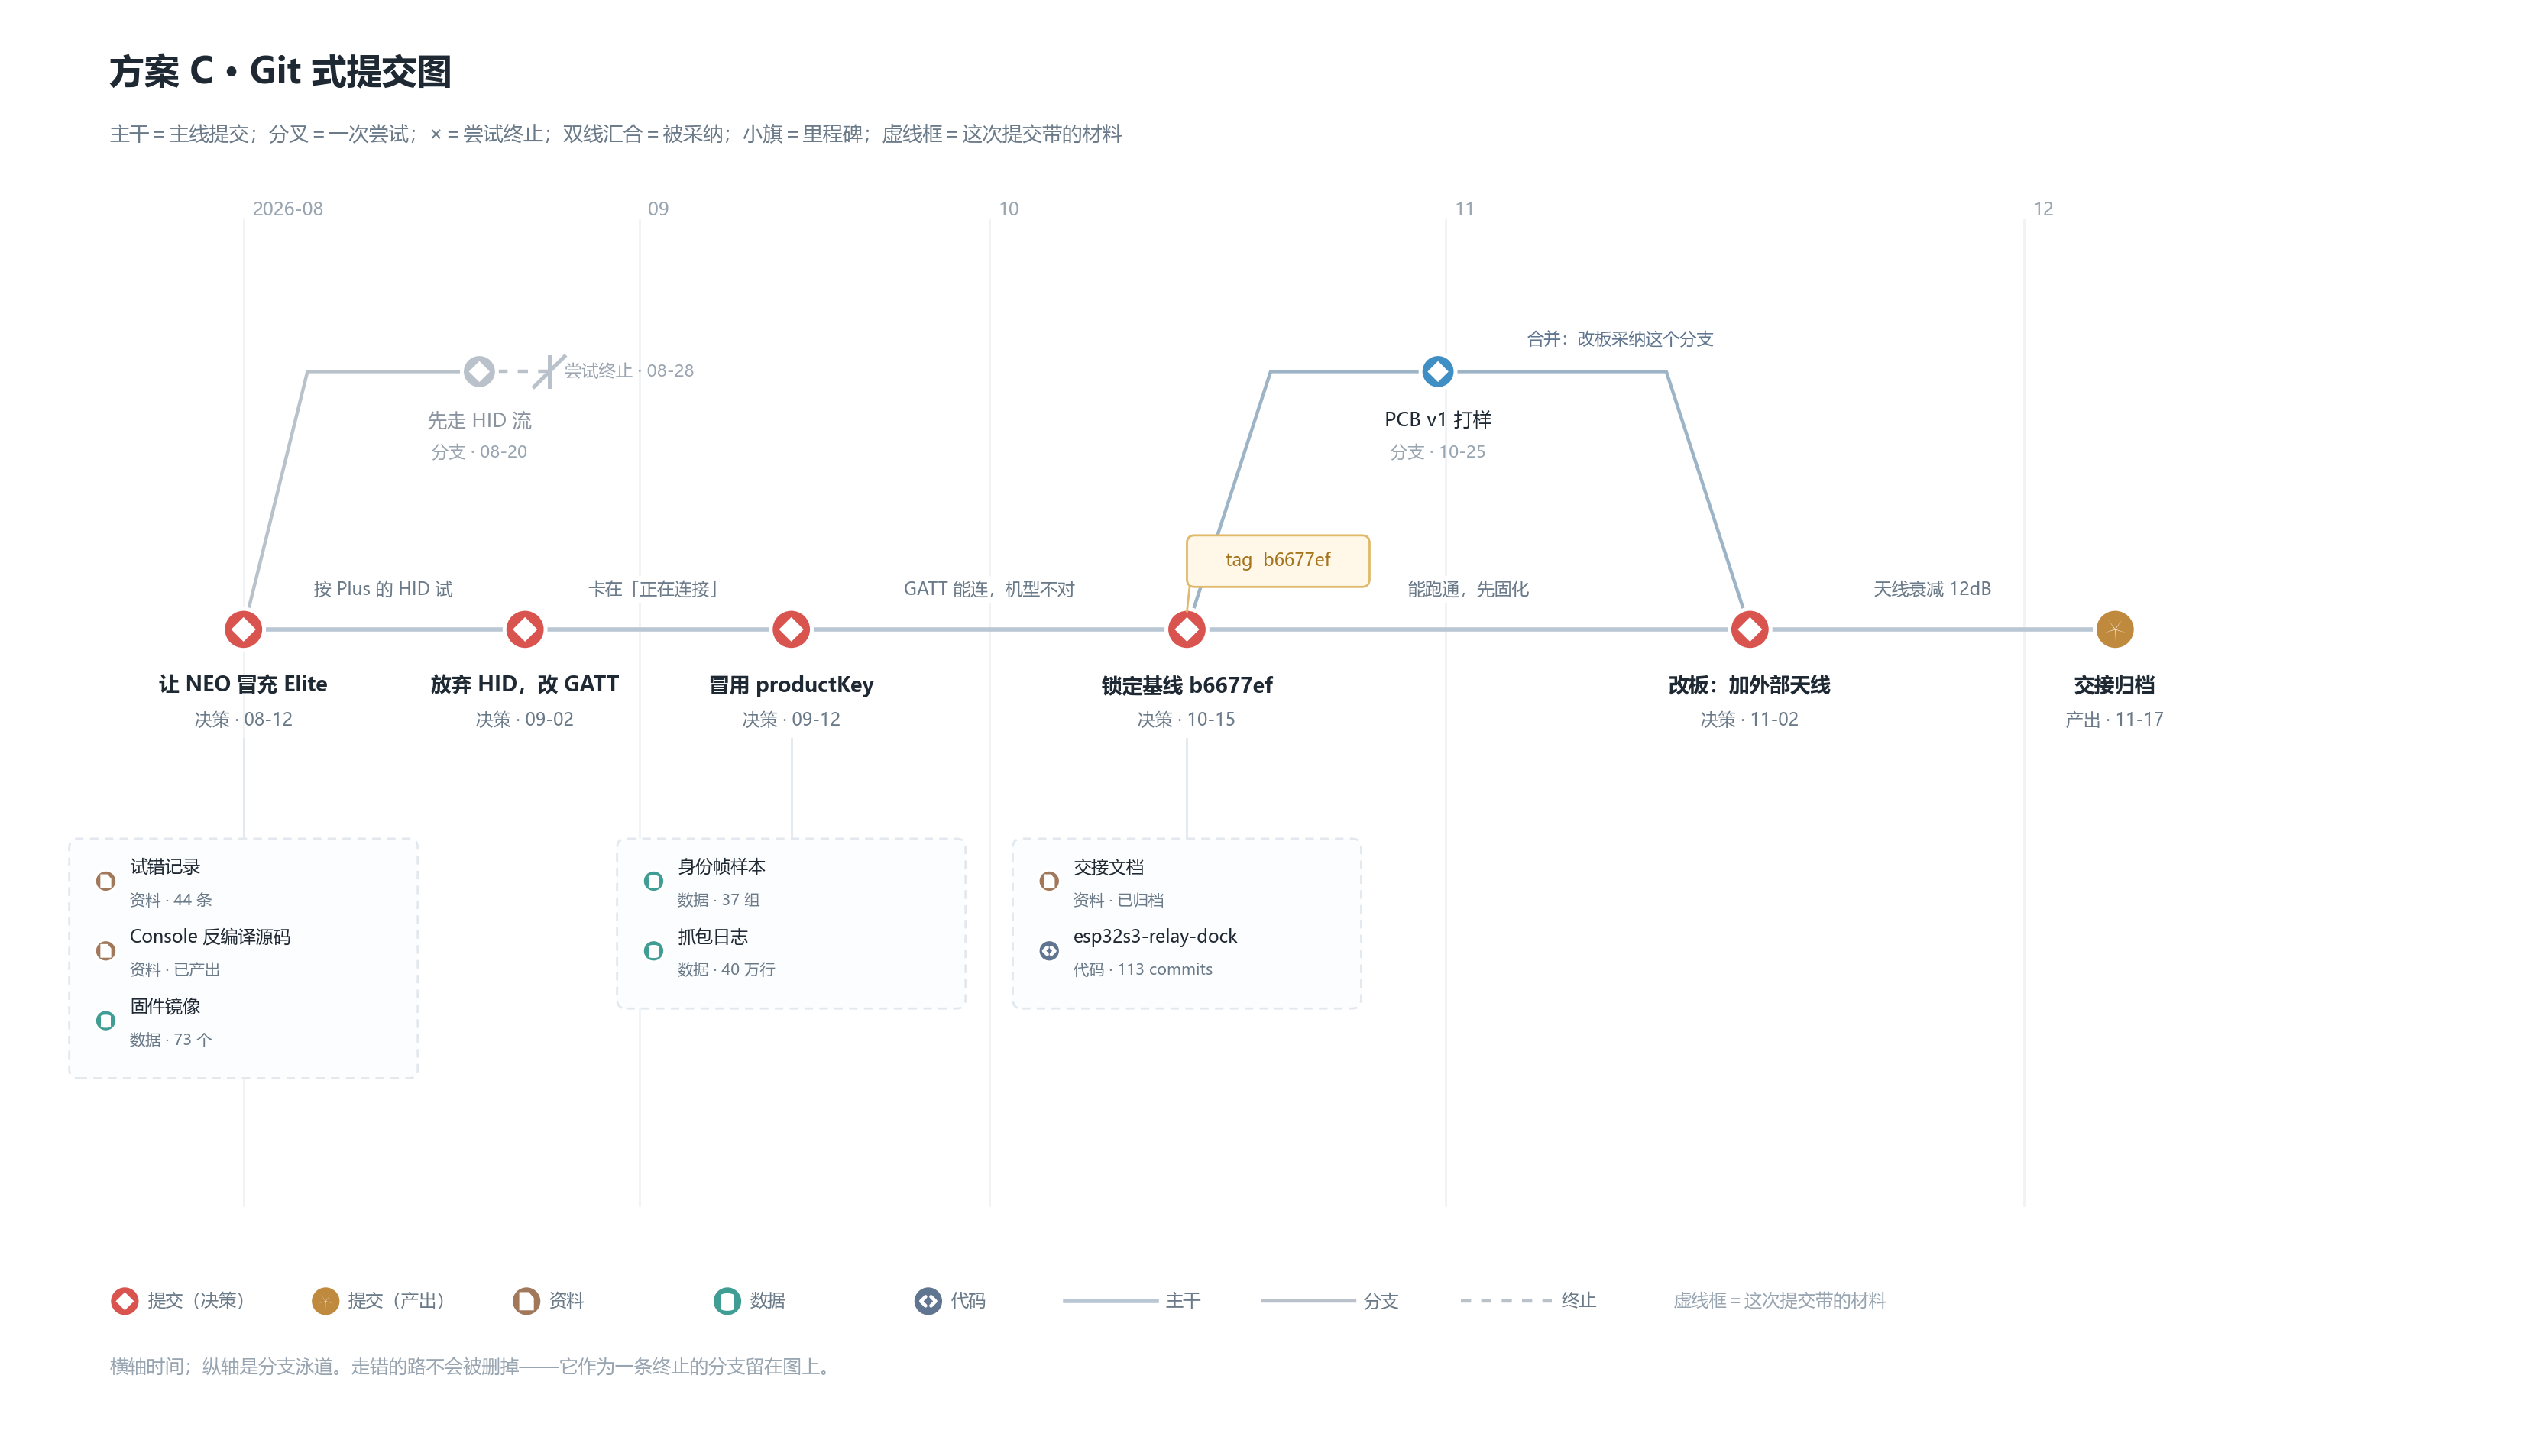 方案 C · Git 式提交图
主干 = 主线提交；分叉 = 一次尝试；× = 尝试终止；双线汇合 = 被采纳；小旗 = 里程碑；虚线框 = 这次提交带的材料
2026-08
09
10
11
12
合并：改板采纳这个分支
尝试终止 · 08-28
先走 HID 流
分支 · 08-20
PCB v1 打样
分支 · 10-25
tag b6677ef
按 Plus 的 HID 试
卡在「正在连接」
GATT 能连，机型不对
能跑通，先固化
天线衰减 12dB
让 NEO 冒充 Elite
决策 · 08-12
放弃 HID，改 GATT
决策 · 09-02
冒用 productKey
决策 · 09-12
锁定基线 b6677ef
决策 · 10-15
改板：加外部天线
决策 · 11-02
交接归档
产出 · 11-17
试错记录
资料 · 44 条
Console 反编译源码
资料 · 已产出
固件镜像
数据 · 73 个
身份帧样本
数据 · 37 组
抓包日志
数据 · 40 万行
交接文档
资料 · 已归档
esp32s3-relay-dock
代码 · 113 commits
提交（决策）
提交（产出）
资料
数据
代码
主干
分支
终止
虚线框 = 这次提交带的材料
横轴时间；纵轴是分支泳道。走错的路不会被删掉——它作为一条终止的分支留在图上。